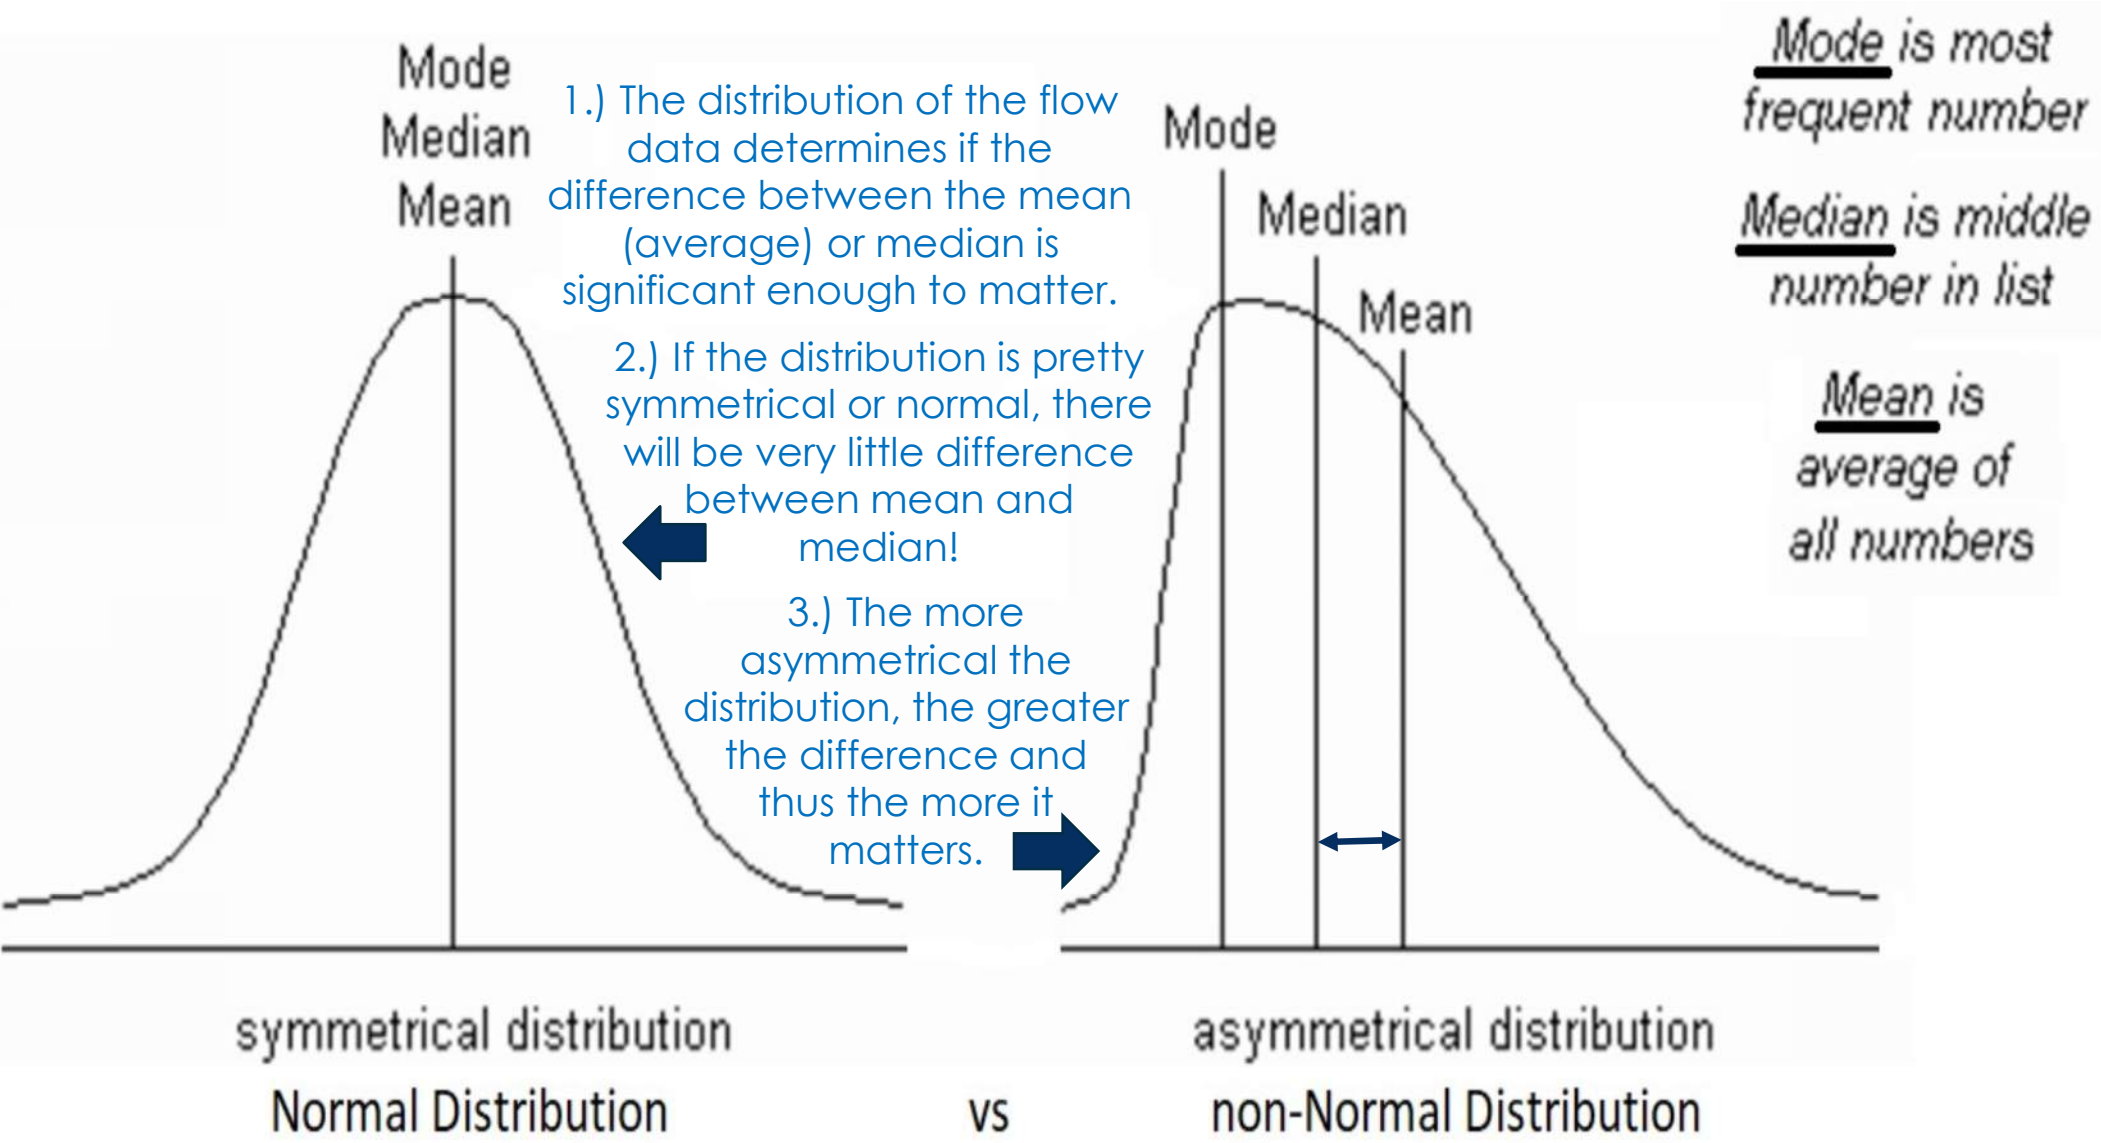 Mode
Median
Mean
1.) The distribution of the flow
data determines if the
difference between the mean
(average) or median is
significant enough to matter.
2.) If the distribution is pretty
symmetrical or normal, there
will be very little difference
between mean and
median!
3.) The more
asymmetrical the
distribution, the greater
the difference and
thus the more it
matters.
Mode
Median
Mean
Mode is most
frequent number
Median is middle
number in list
Mean is
average of
all numbers
symmetrical distribution
asymmetrical distribution
Normal Distribution
vs
non-Normal Distribution